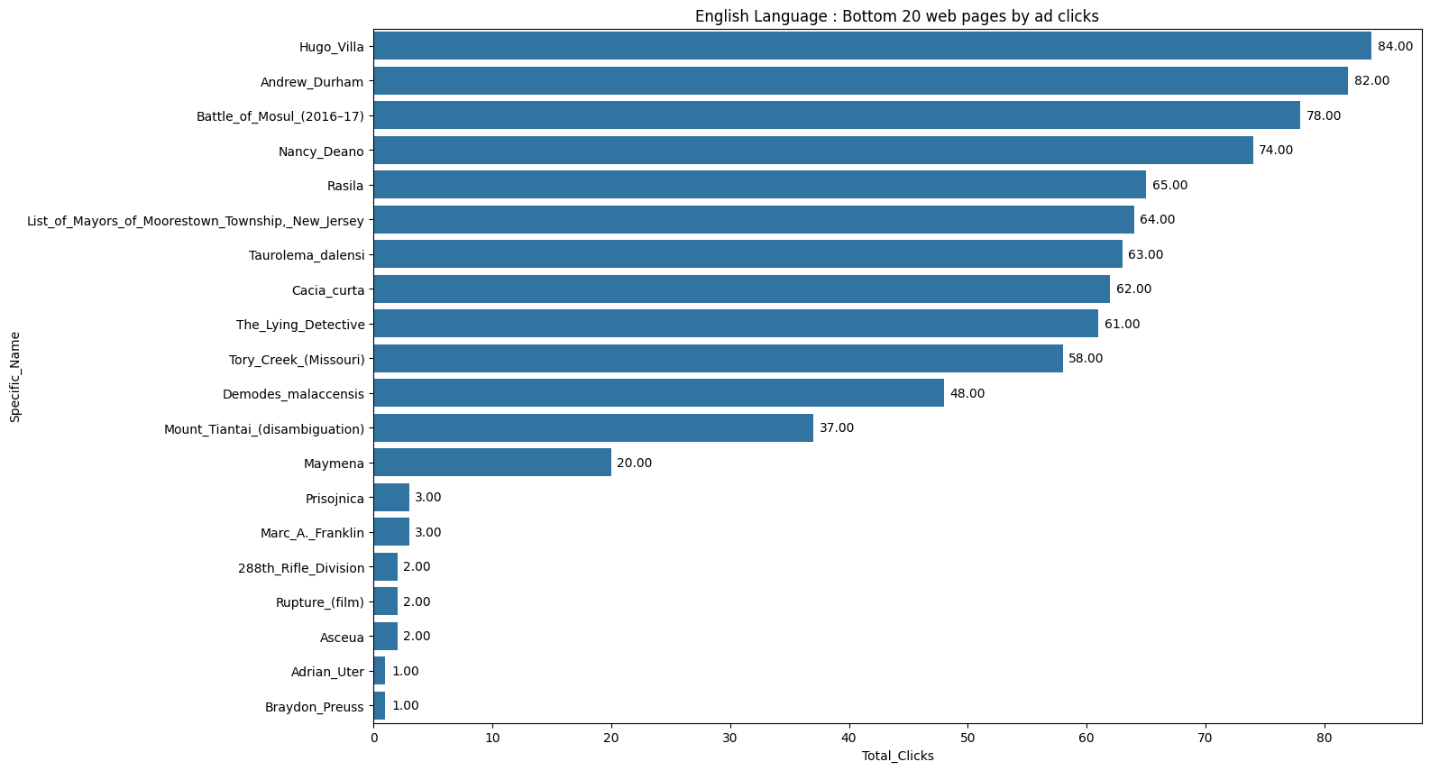 English Language : Bottom 20 web pages by ad clicks
Specific_Name
Hugo_Villa 84.00
Andrew_Durham 82.00
Battle_of_Mosul_(2016–17) 78.00
Nancy_Deano 74.00
Rasila 65.00
List_of_Mayors_of_Moorestown_Township,_New_Jersey 64.00
Taurolema_dalensi 63.00
Cacia_curta 62.00
The_Lying_Detective 61.00
Tory_Creek_(Missouri) 58.00
Demodes_malaccensis 48.00
Mount_Tiantai_(disambiguation) 37.00
Maymena 20.00
Prisojnica 3.00
Marc_A._Franklin 3.00
288th_Rifle_Division 2.00
Rupture_(film) 2.00
Asceua 2.00
Adrian_Uter 1.00
Braydon_Preuss 1.00
0 10 20 30 40 50 60 70 80
Total_Clicks